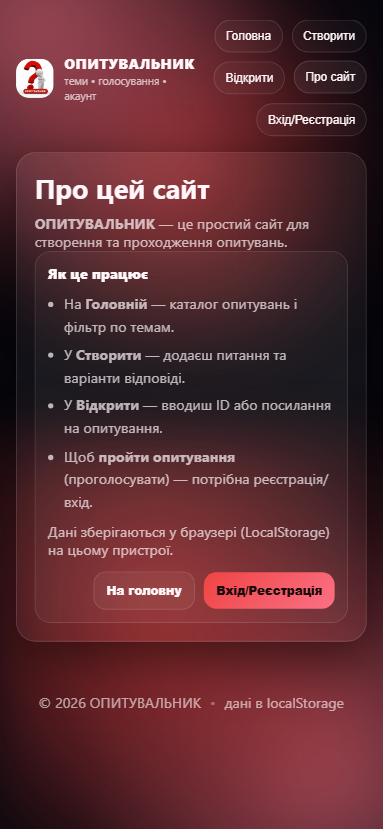 Головна
Створити
ОПИТУВАЛЬНИК
теми • голосування •
акаунт
Відкрити
Про сайт
Вхід/Реєстрація
Про цей сайт
ОПИТУВАЛЬНИК — це простий сайт для
створення та проходження опитувань.
Як це працює
• На Головній — каталог опитувань і
фільтр по темам.
• У Створити — додаєш питання та
варіанти відповіді.
• У Відкрити — вводиш ID або посилання
на опитування.
• Щоб пройти опитування
(проголосувати) — потрібна реєстрація/
вхід.
Дані зберігаються у браузері (LocalStorage)
на цьому пристрої.
На головну
Вхід/Реєстрація
© 2026 ОПИТУВАЛЬНИК • дані в localStorage